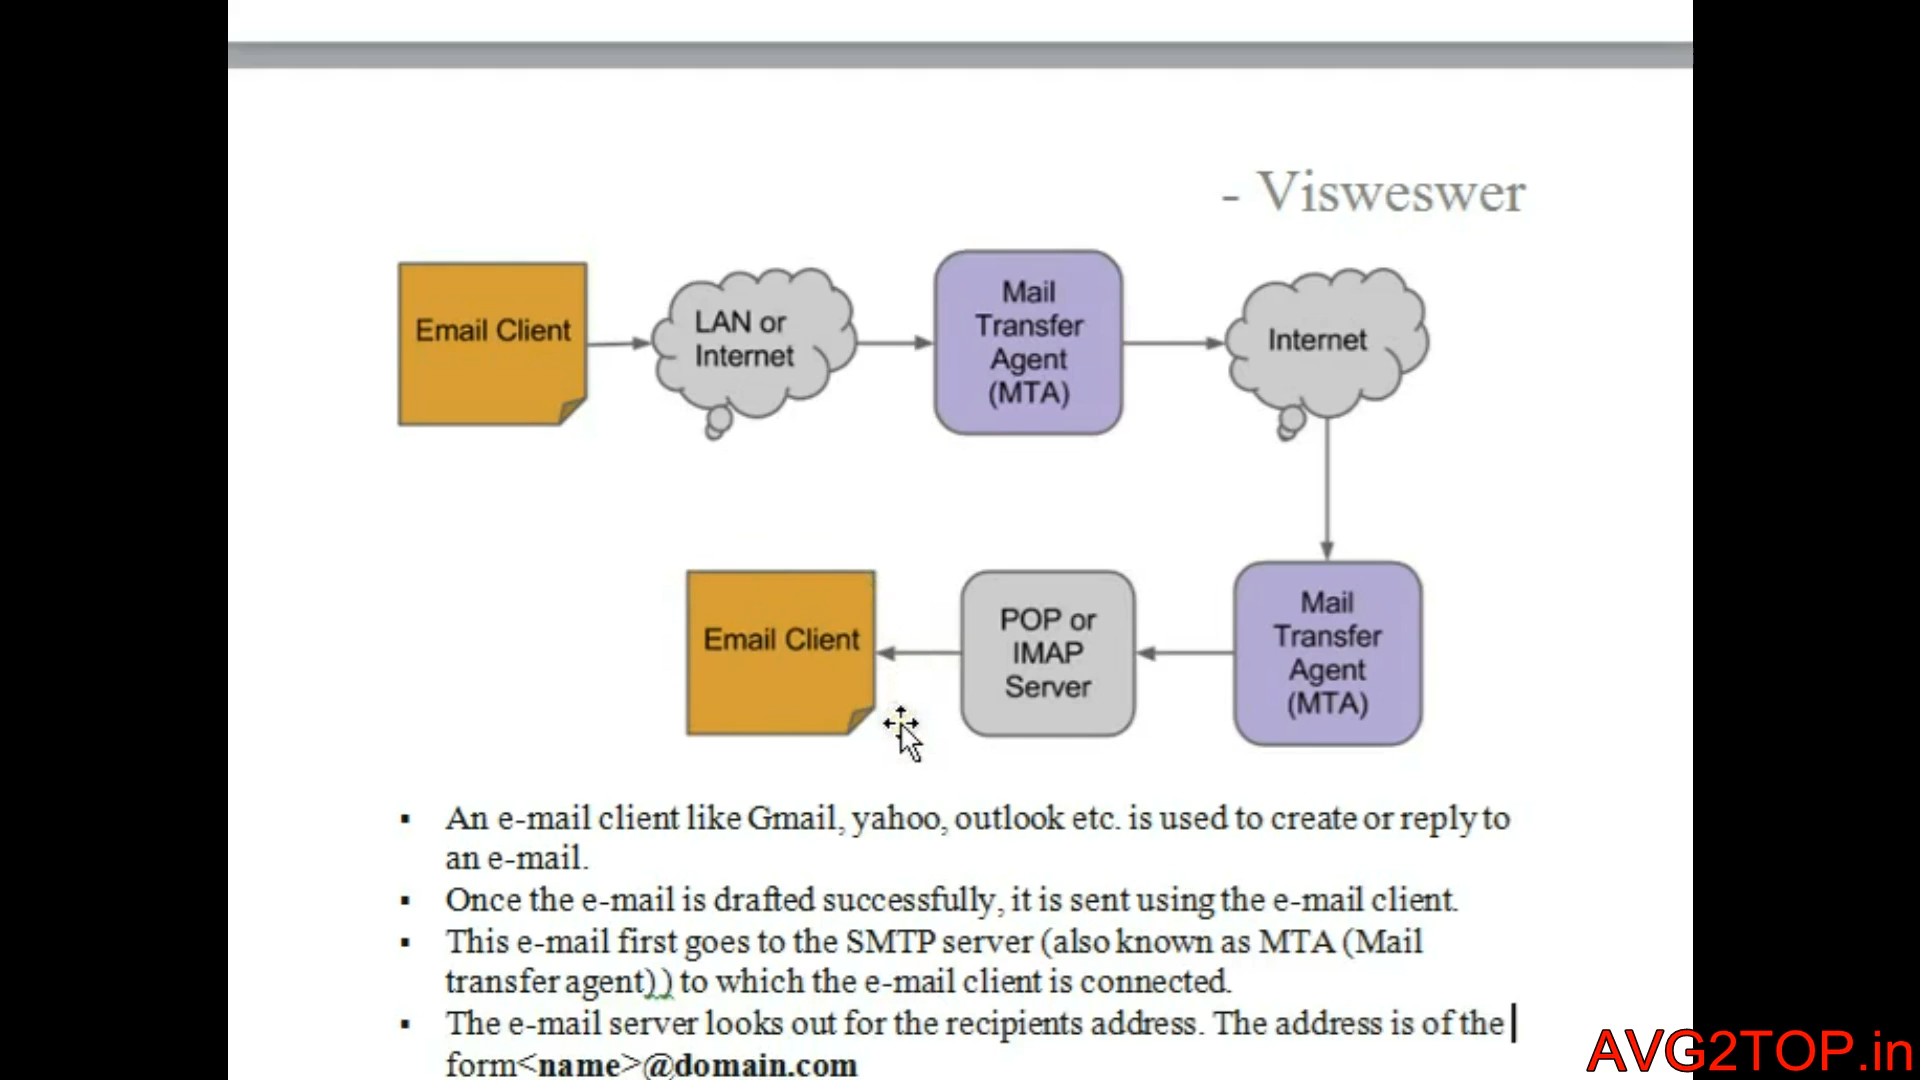 - Visweswer
Email Client
LAN or
Internet
Mail
Transfer
Agent
(MTA)
Internet
Email Client
POP or
IMAP
Server
Mail
Transfer
Agent
(MTA)
▪ An e-mail client like Gmail, yahoo, outlook etc. is used to create or reply to
an e-mail.
▪ Once the e-mail is drafted successfully, it is sent using the e-mail client.
▪ This e-mail first goes to the SMTP server (also known as MTA (Mail
transfer agent)) to which the e-mail client is connected.
▪ The e-mail server looks out for the recipients address. The address is of the
form<name>@domain.com
AVG2TOP.in